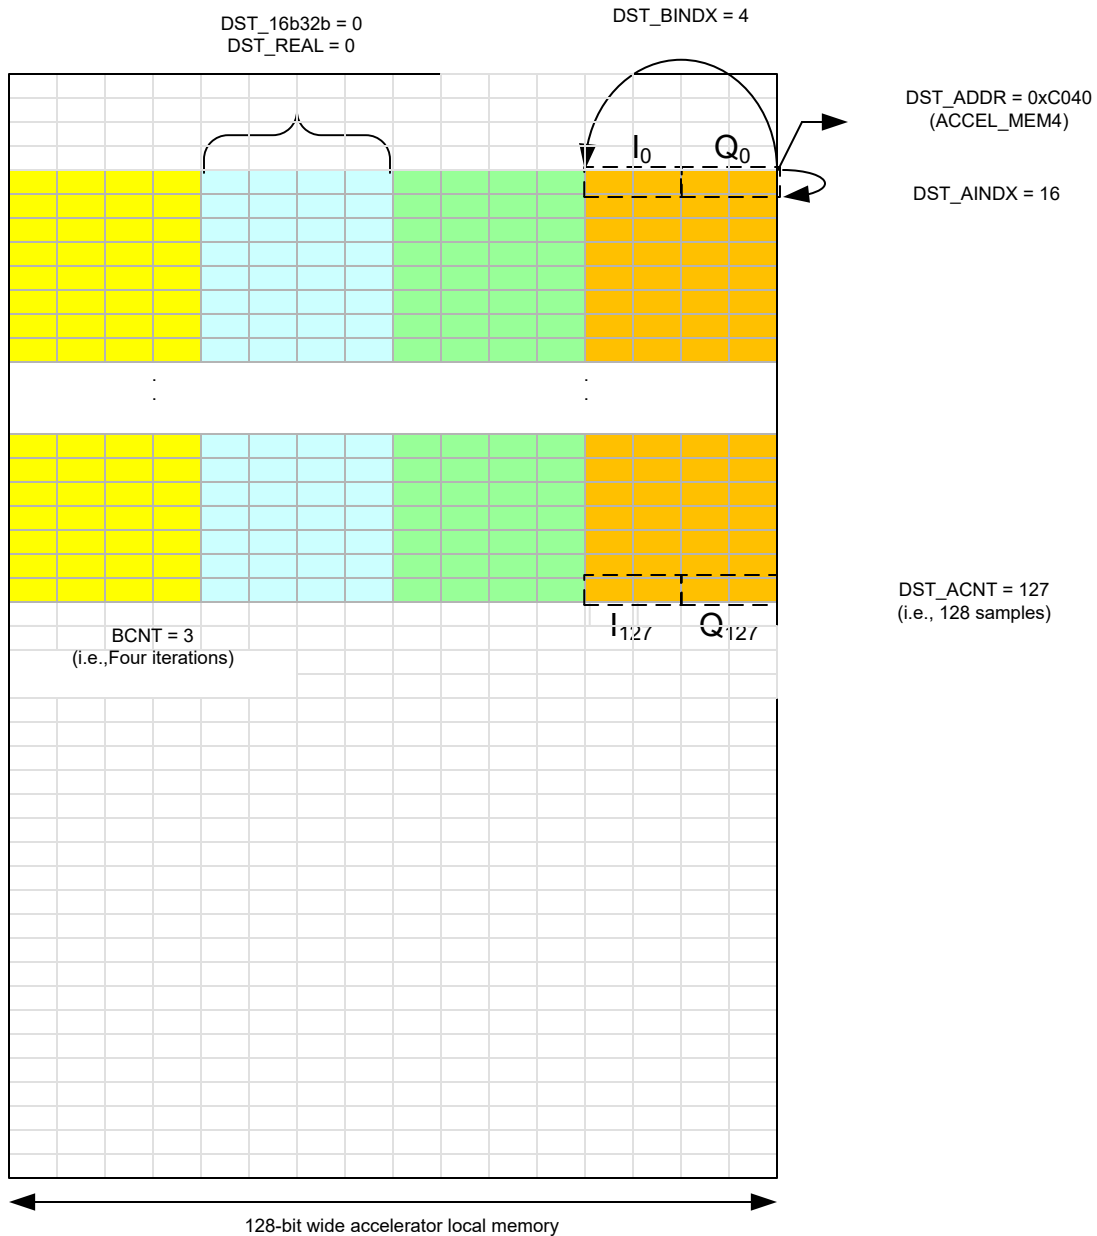 DST_16b32b = 0
DST_REAL = 0
DST_BINDX = 4
DST_ADDR = 0xC040
(ACCEL_MEM4)
I0 Q0
DST_AINDX = 16
:
:
DST_ACNT = 127
(i.e., 128 samples)
I127 Q127
BCNT = 3
(i.e.,Four iterations)
128-bit wide accelerator local memory